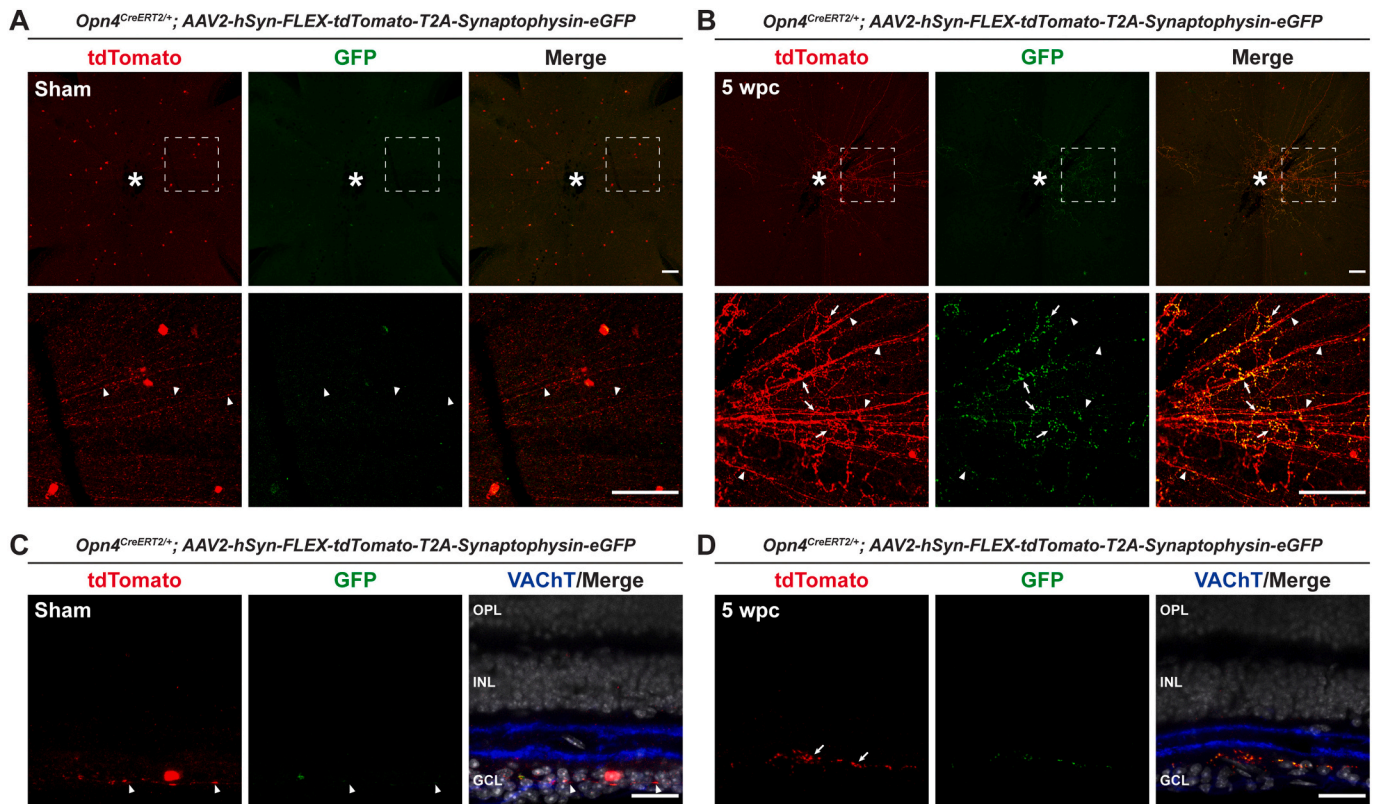 A
Opn4CreERT2/+; AAV2-hSyn-FLEX-tdTomato-T2A-Synaptophysin-eGFP
tdTomato GFP Merge
Sham
*
*
*
B
Opn4CreERT2/+; AAV2-hSyn-FLEX-tdTomato-T2A-Synaptophysin-eGFP
tdTomato GFP Merge
5 wpc
*
*
*
C
Opn4CreERT2/+; AAV2-hSyn-FLEX-tdTomato-T2A-Synaptophysin-eGFP
tdTomato GFP VAChT/Merge
Sham
OPL
INL
GCL
D
Opn4CreERT2/+; AAV2-hSyn-FLEX-tdTomato-T2A-Synaptophysin-eGFP
tdTomato GFP VAChT/Merge
5 wpc
OPL
INL
GCL